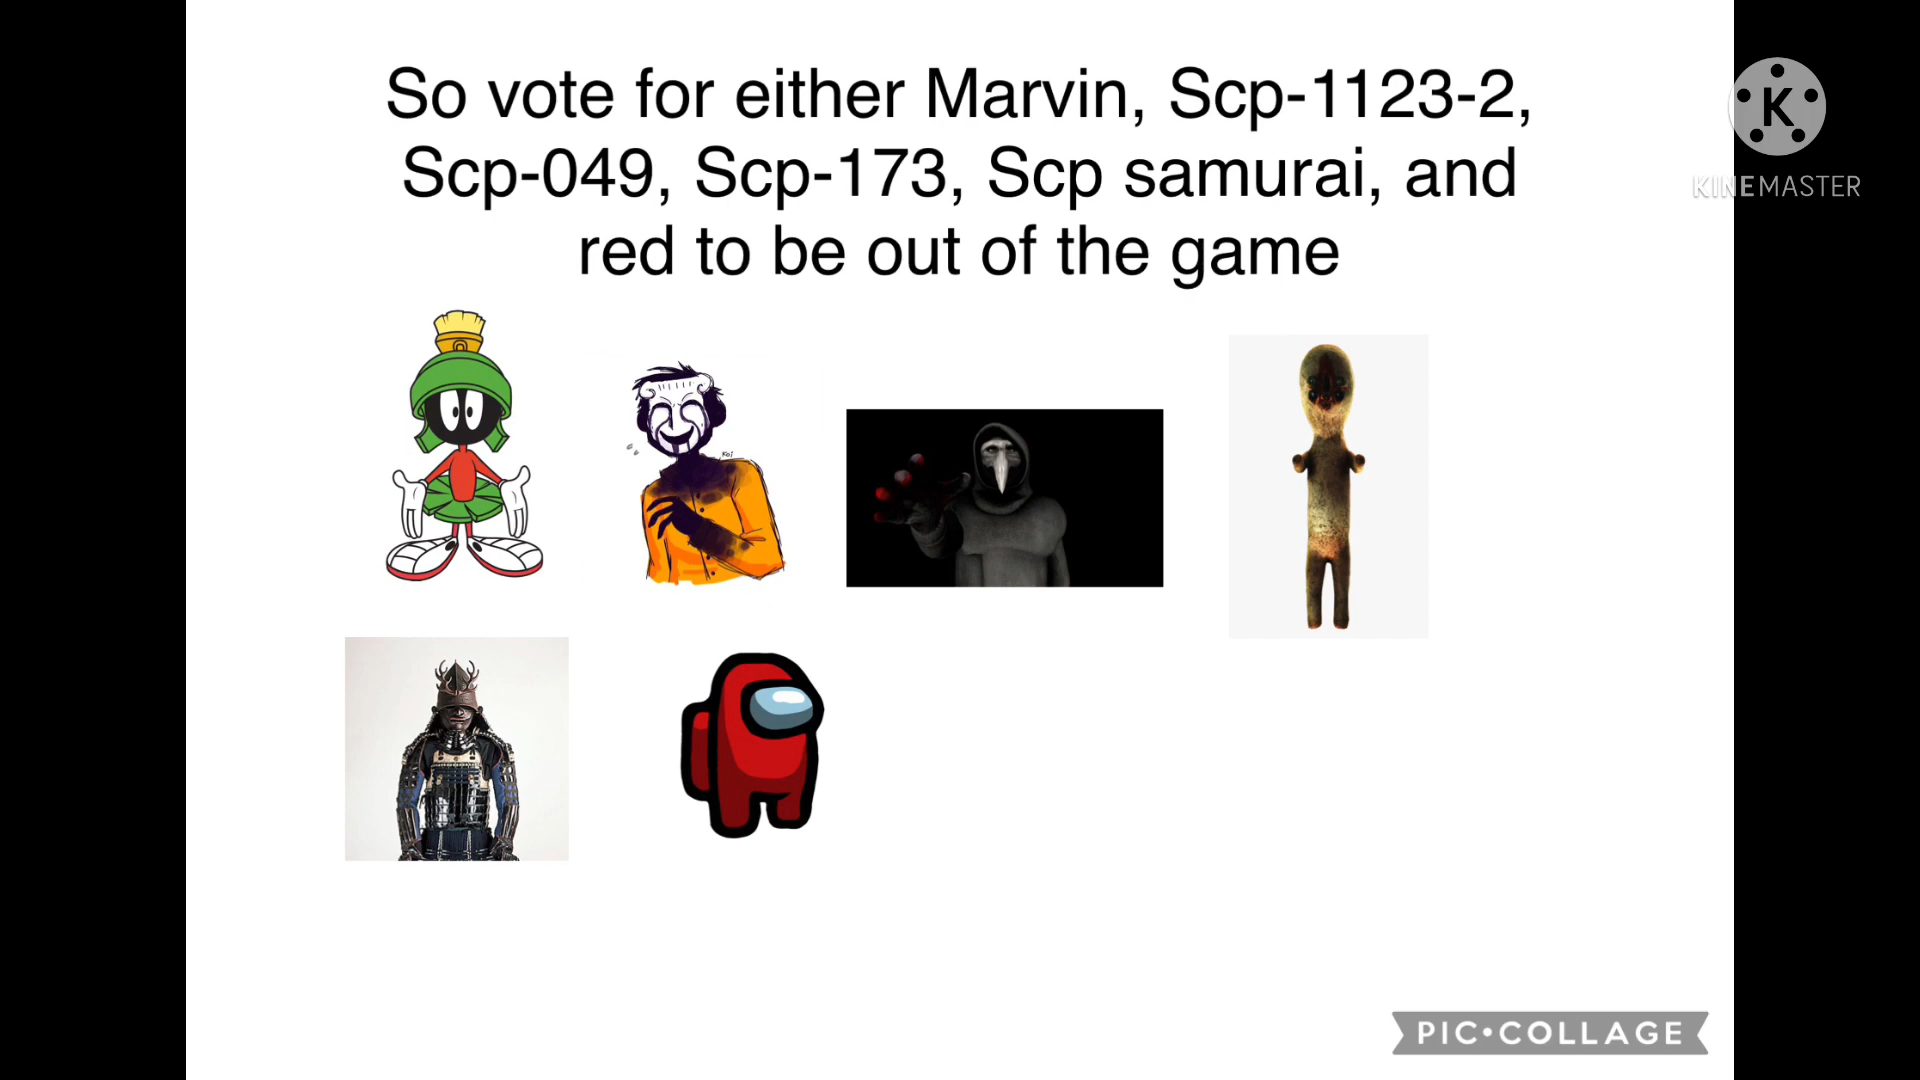 So vote for either Marvin, Scp-1123-2,
Scp-049, Scp-173, Scp samurai, and
red to be out of the game
K
KINEMASTER
Koi
PIC•COLLAGE